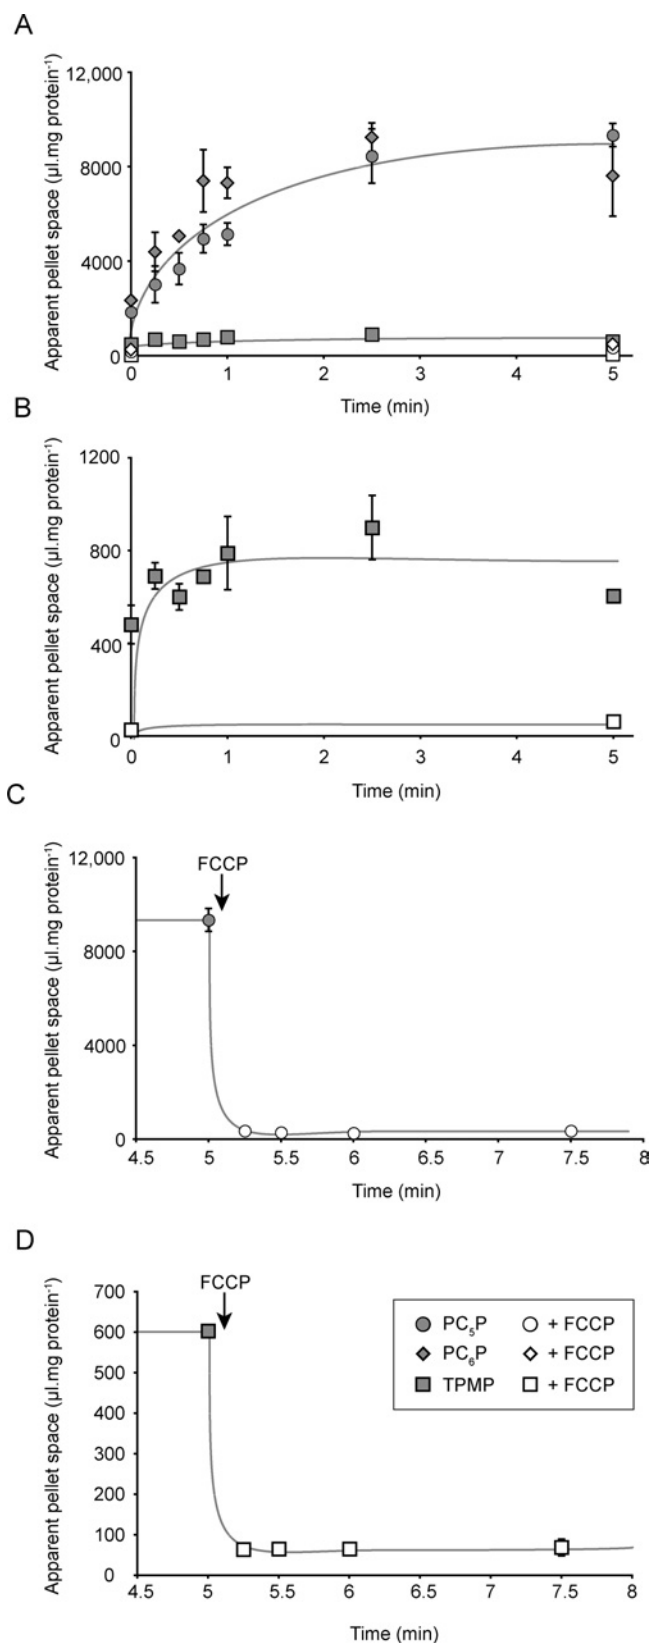 A
Apparent pellet space (µl.mg protein⁻¹)
12,000
8000
4000
0
0 1 2 3 4 5
Time (min)
B
Apparent pellet space (µl.mg protein⁻¹)
1200
800
400
0
0 1 2 3 4 5
Time (min)
C
Apparent pellet space (µl.mg protein⁻¹)
12,000
FCCP
8000
4000
0
4.5 5 5.5 6 6.5 7 7.5 8
Time (min)
D
Apparent pellet space (µl.mg protein⁻¹)
FCCP
700
600
500
400
300
200
100
0
PC₅P + FCCP
PC₆P + FCCP
TPMP + FCCP
4.5 5 5.5 6 6.5 7 7.5 8
Time (min)